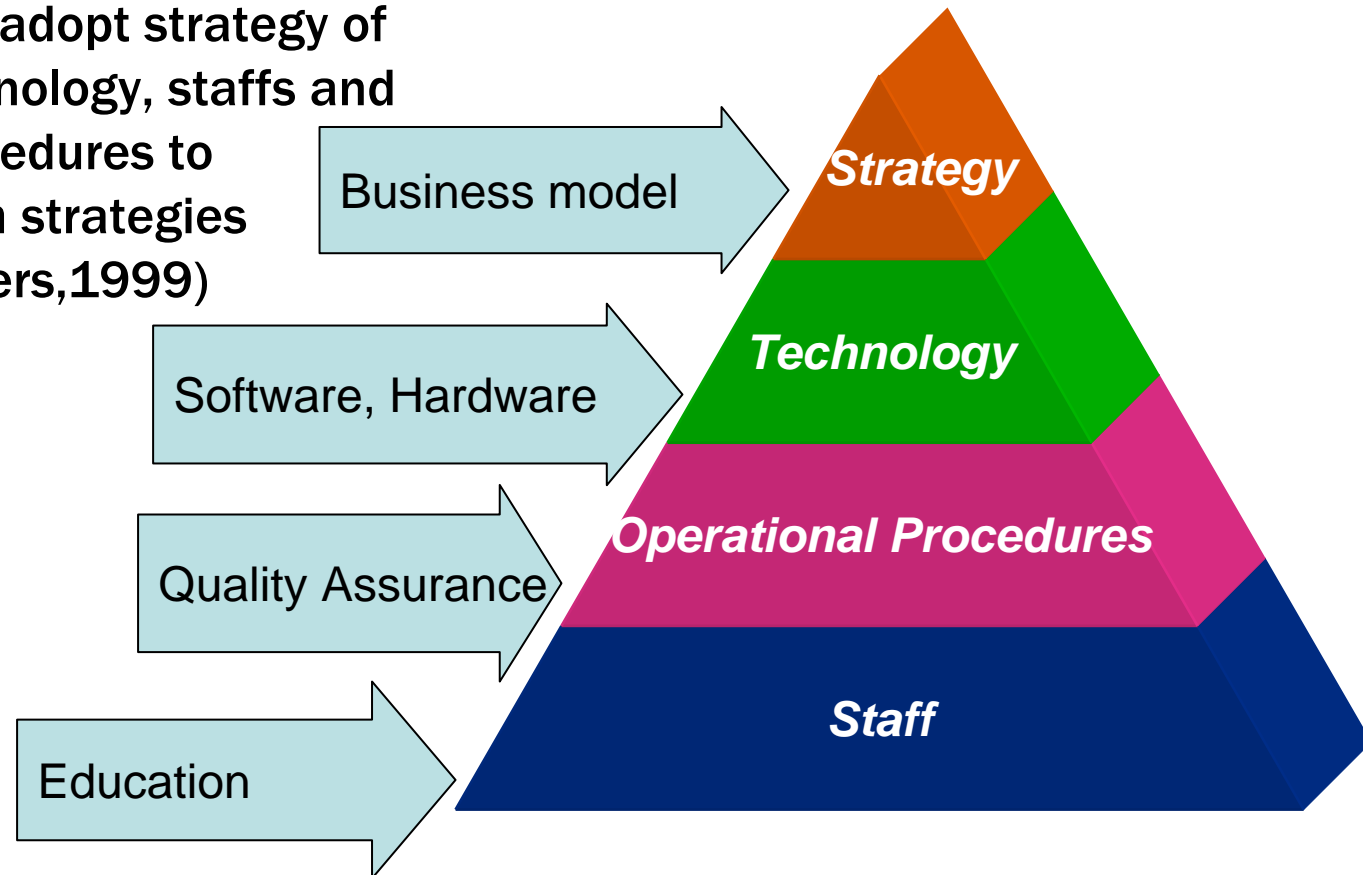 adopt strategy of
nology, staffs and
edures to
strategies
ers,1999)
Business model
Strategy
Software, Hardware
Technology
Quality Assurance
Operational Procedures
Education
Staff